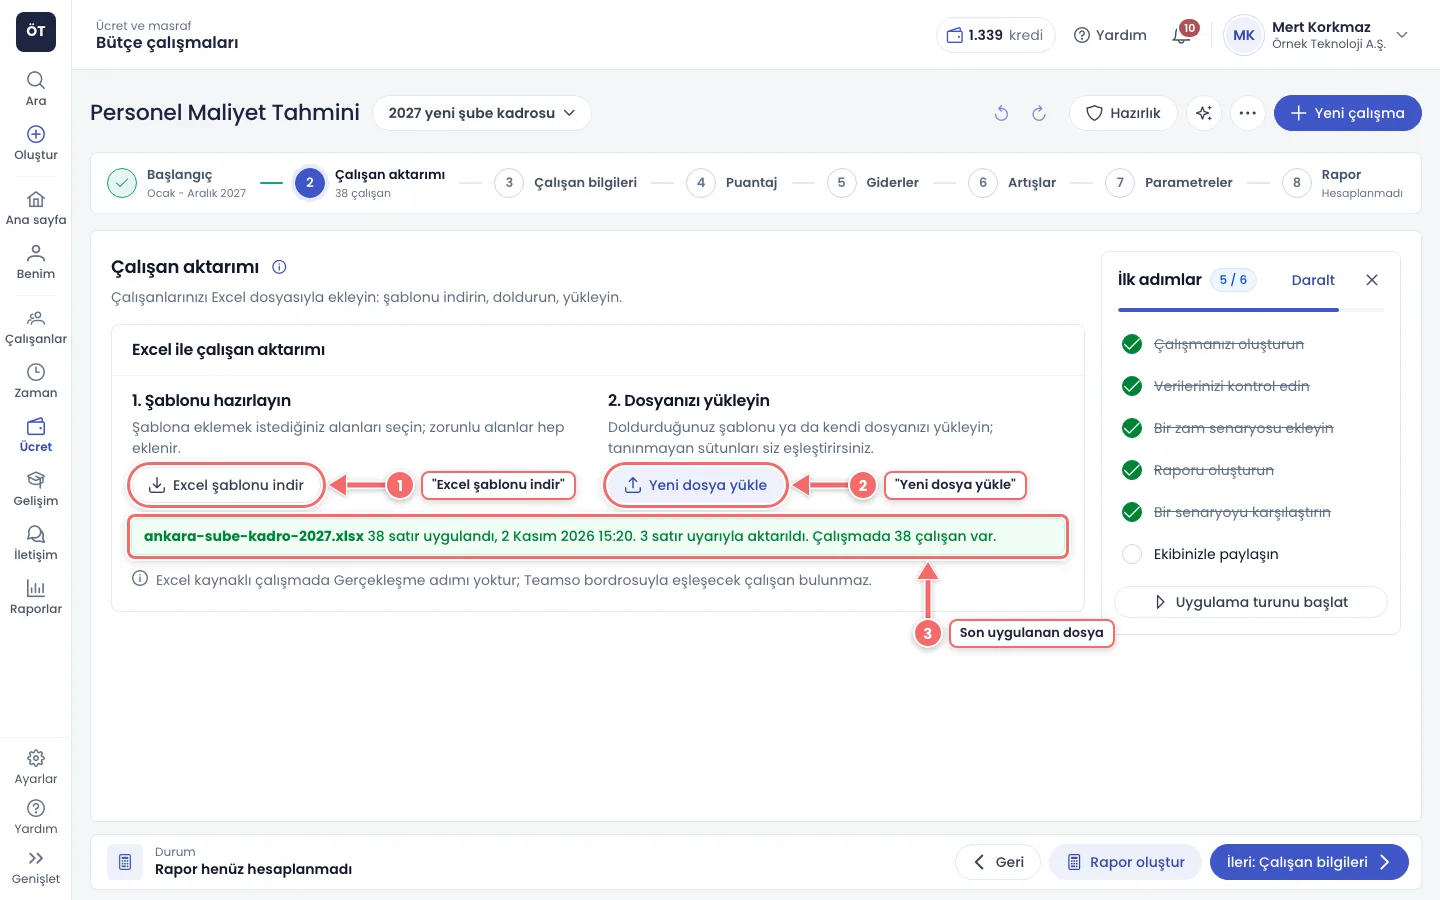 ÖT
Ara
Oluştur
Ana sayfa
Benim
Çalışanlar
Zaman
Ücret
Gelişim
İletişim
Raporlar
Ayarlar
Yardım
Genişlet
Ücret ve masraf
Bütçe çalışmaları
1.339 kredi
Yardım
10
MK
Mert Korkmaz
Örnek Teknoloji A.Ş.
Personel Maliyet Tahmini
2027 yeni şube kadrosu
Hazırlık
Yeni çalışma
Başlangıç
Ocak - Aralık 2027
2
Çalışan aktarımı
38 çalışan
3 Çalışan bilgileri
4 Puantaj
5 Giderler
6 Artışlar
7 Parametreler
8
Rapor
Hesaplanmadı
Çalışan aktarımı
Çalışanlarınızı Excel dosyasıyla ekleyin: şablonu indirin, doldurun, yükleyin.
Excel ile çalışan aktarımı
1. Şablonu hazırlayın
Şablona eklemek istediğiniz alanları seçin; zorunlu alanlar hep
eklenir.
Excel şablonu indir
1
"Excel şablonu indir"
2. Dosyanızı yükleyin
Doldurduğunuz şablonu ya da kendi dosyanızı yükleyin;
tanınmayan sütunları siz eşleştirirsiniz.
Yeni dosya yükle
2
"Yeni dosya yükle"
ankara-sube-kadro-2027.xlsx 38 satır uygulandı, 2 Kasım 2026 15:20. 3 satır uyarıyla aktarıldı. Çalışmada 38 çalışan var.
Excel kaynaklı çalışmada Gerçekleşme adımı yoktur; Teamso bordrosuyla eşleşecek çalışan bulunmaz.
3
Son uygulanan dosya
İlk adımlar
5 / 6
Daralt
Çalışmanızı oluşturun
Verilerinizi kontrol edin
Bir zam senaryosu ekleyin
Raporu oluşturun
Bir senaryoyu karşılaştırın
Ekibinizle paylaşın
Uygulama turunu başlat
Durum
Rapor henüz hesaplanmadı
Geri
Rapor oluştur
İleri: Çalışan bilgileri